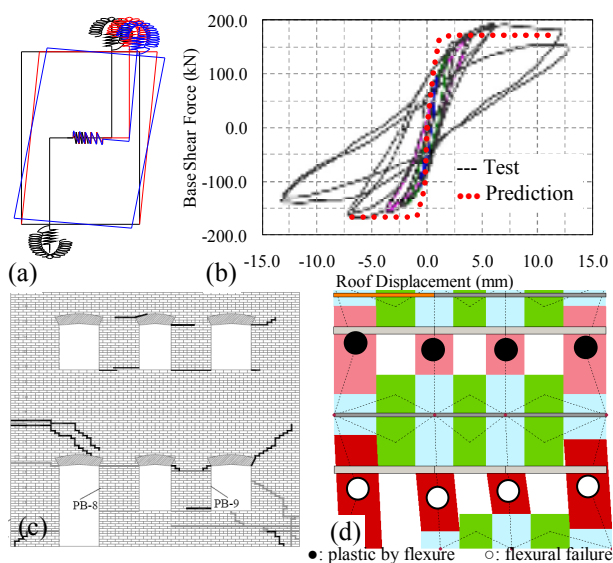 (a)
(b)
Base Shear Force (kN)
200.0
100.0
0.0
-100.0
-200.0
--- Test
Prediction
-15.0 -10.0 -5.0 0.0 5.0 10.0 15.0
Roof Displacement (mm)
PB-8
PB-9
(c)
(d)
●: plastic by flexure ○: flexural failure